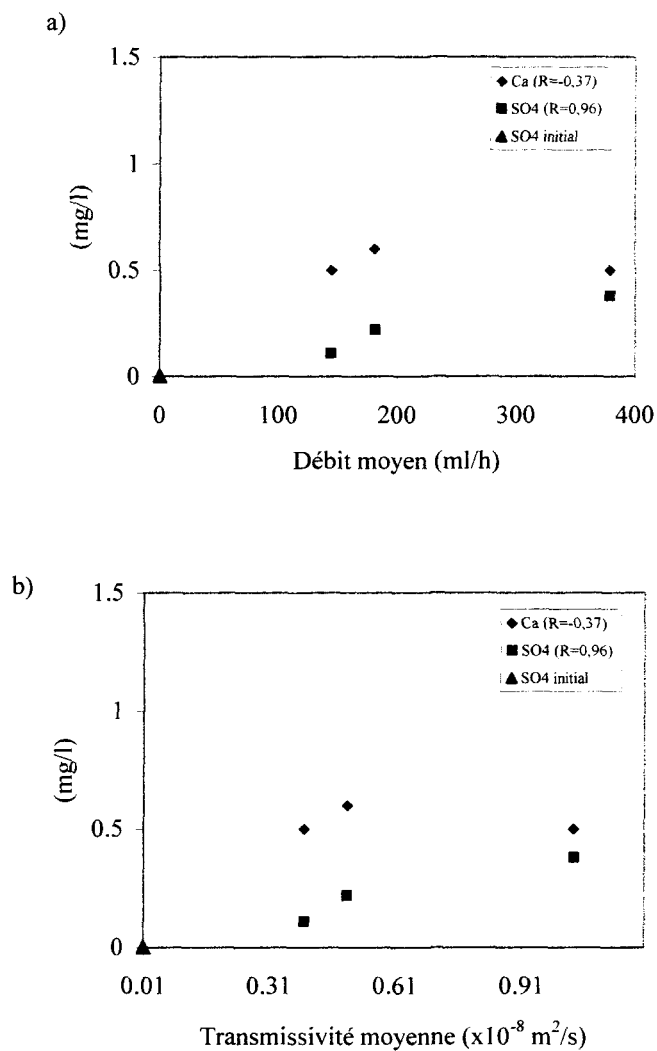 a)
1.5
1
0.5
0
(mg/l)
◆ Ca (R=-0,37)
■ SO4 (R=0,96)
▲ SO4 initial
0 100 200 300 400
Débit moyen (ml/h)
b)
1.5
1
0.5
0
(mg/l)
◆ Ca (R=-0,37)
■ SO4 (R=0,96)
▲ SO4 initial
0.01 0.31 0.61 0.91
Transmissivité moyenne (x10⁻⁸ m²/s)